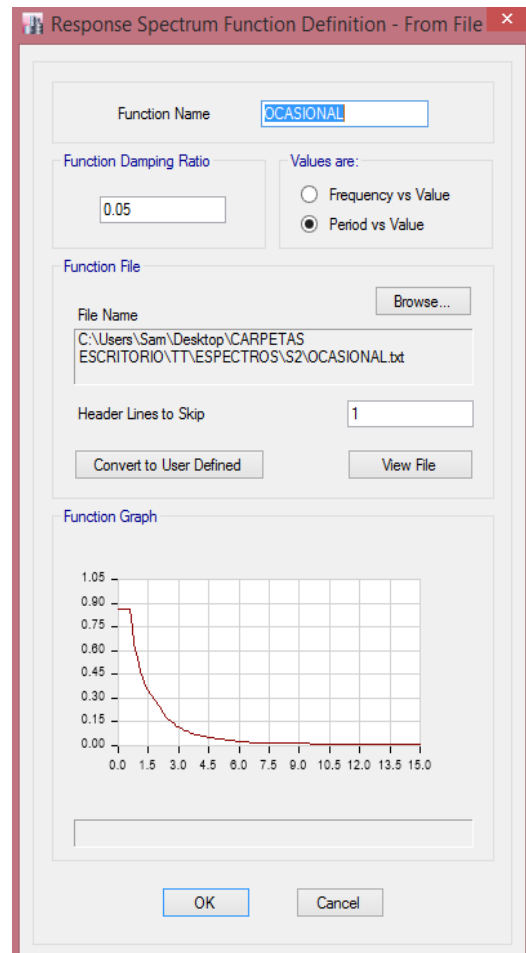 Response Spectrum Function Definition - From File
Function Name
OCASIONAL
Function Damping Ratio
0.05
Values are:
Frequency vs Value
Period vs Value
Function File
Browse...
File Name
C:\Users\Sam\Desktop\CARPETAS
ESCRITORIO\TT\ESPECTROS\S2\OCASIONAL.txt
Header Lines to Skip
1
Convert to User Defined
View File
Function Graph
1.05
0.90
0.75
0.60
0.45
0.30
0.15
0.00
0.0 1.5 3.0 4.5 6.0 7.5 9.0 10.5 12.0 13.5 15.0
OK
Cancel